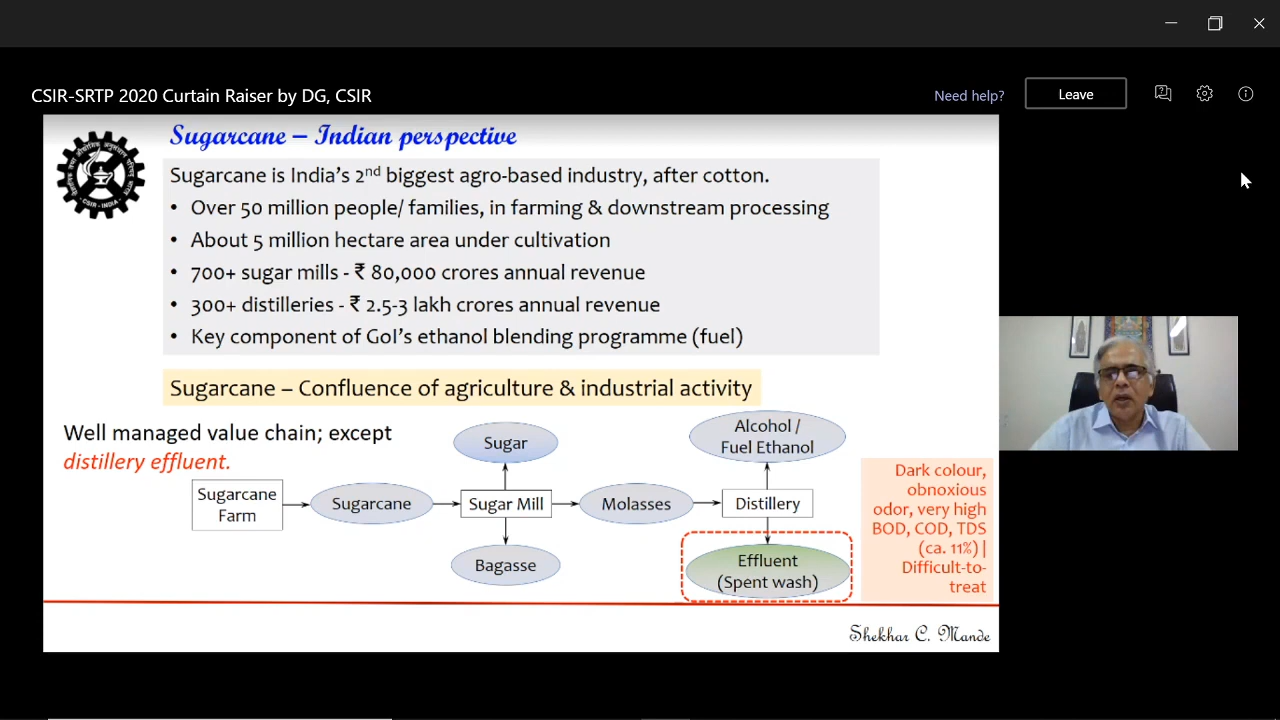 CSIR-SRTP 2020 Curtain Raiser by DG, CSIR
Need help?
Leave
Sugarcane – Indian perspective
Sugarcane is India's 2nd biggest agro-based industry, after cotton.
• Over 50 million people/ families, in farming & downstream processing
• About 5 million hectare area under cultivation
• 700+ sugar mills - ₹ 80,000 crores annual revenue
• 300+ distilleries - ₹ 2.5-3 lakh crores annual revenue
• Key component of GoI's ethanol blending programme (fuel)
Sugarcane – Confluence of agriculture & industrial activity
Well managed value chain; except
distillery effluent.
Sugarcane
Farm
Sugarcane
Sugar
Sugar Mill
Bagasse
Molasses
Alcohol /
Fuel Ethanol
Distillery
Effluent
(Spent wash)
Dark colour,
obnoxious
odor, very high
BOD, COD, TDS
(ca. 11%) |
Difficult-to-
treat
CSIR - INDIA
Shekhar C. Mande